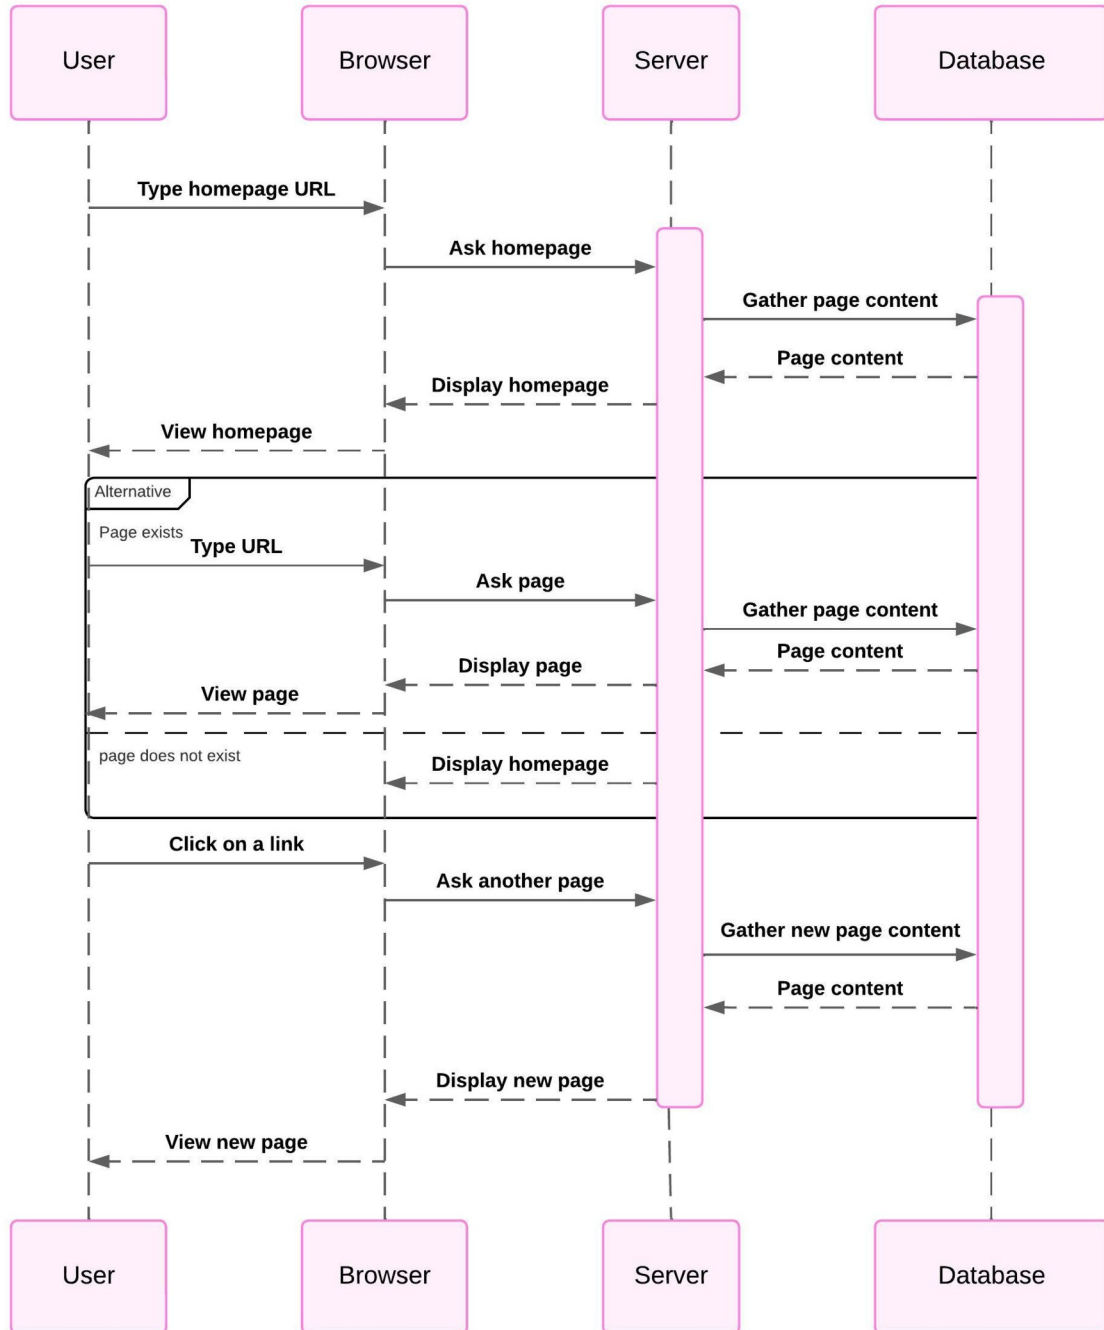 User
Browser
Server
Database
Type homepage URL
Ask homepage
Gather page content
Page content
Display homepage
View homepage
Alternative
Page exists
Type URL
Ask page
Gather page content
Page content
Display page
View page
page does not exist
Display homepage
Click on a link
Ask another page
Gather new page content
Page content
Display new page
View new page
User
Browser
Server
Database